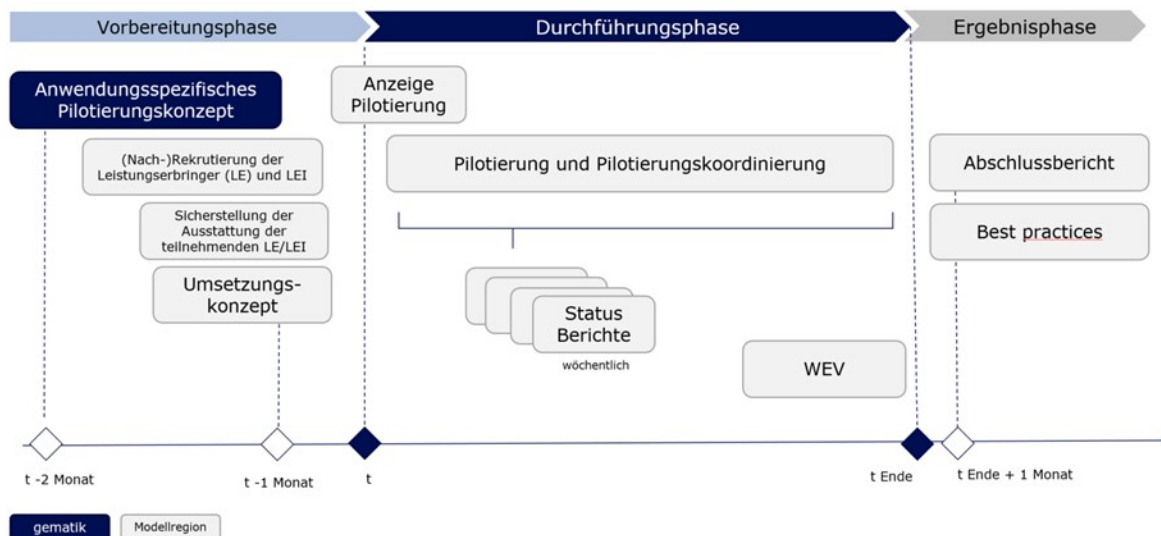 Vorbereitungsphase
Durchführungsphase
Ergebnisphase
Anwendungsspezifisches
Pilotierungskonzept
Anzeige
Pilotierung
(Nach-)Rekrutierung der
Leistungserbringer (LE) und LEI
Pilotierung und Pilotierungskoordinierung
Abschlussbericht
Sicherstellung der
Ausstattung der
teilnehmenden LE/LEI
Best practices
Umsetzungs-
konzept
Status
Berichte
wöchentlich
WEV
t -2 Monat
t -1 Monat
t
t Ende
t Ende + 1 Monat
gematik
Modellregion